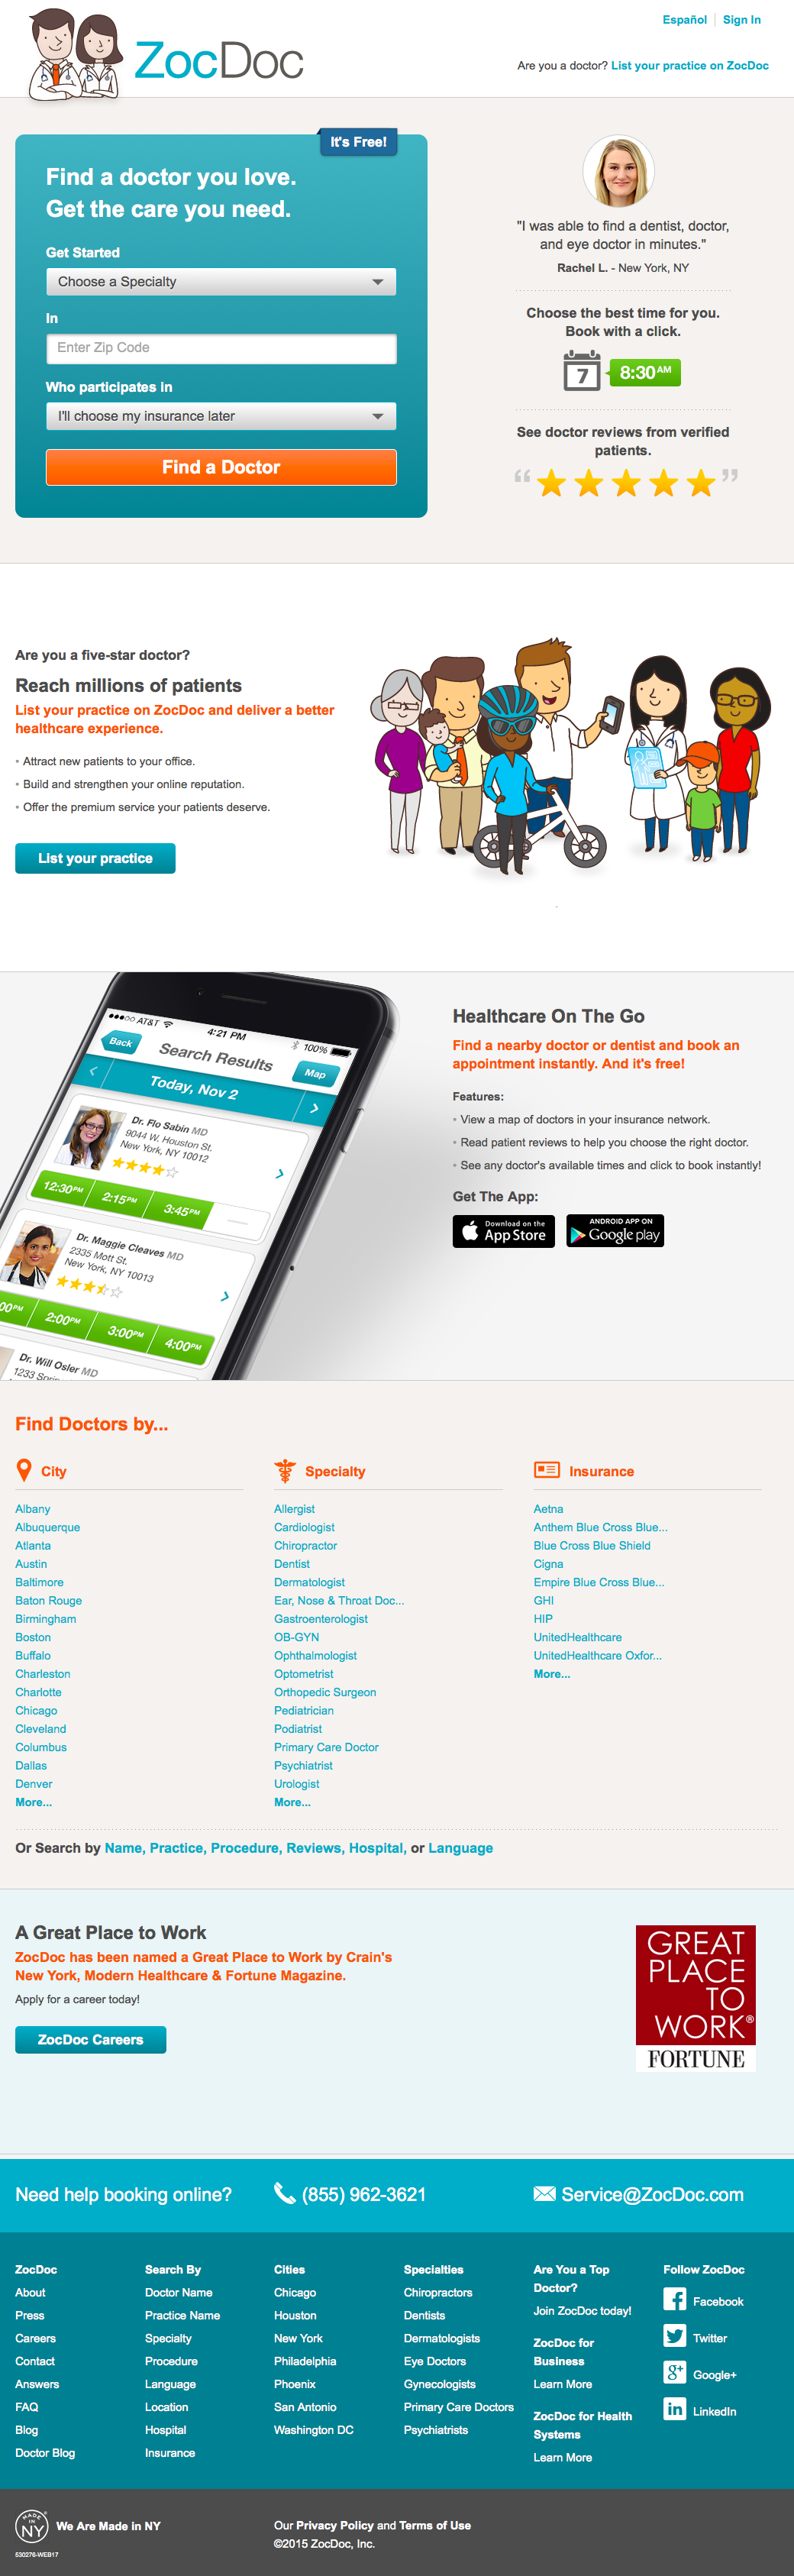 Español
Sign In
ZocDoc
Are you a doctor? List your practice on ZocDoc
It's Free!
Find a doctor you love.
Get the care you need.
Get Started
Choose a Specialty
In
Enter Zip Code
Who participates in
I'll choose my insurance later
Find a Doctor
"I was able to find a dentist, doctor,
and eye doctor in minutes."
Rachel L. - New York, NY
Choose the best time for you.
Book with a click.
7
8:30AM
See doctor reviews from verified
patients.
Are you a five-star doctor?
Reach millions of patients
List your practice on ZocDoc and deliver a better
healthcare experience.
• Attract new patients to your office.
• Build and strengthen your online reputation.
• Offer the premium service your patients deserve.
List your practice
AT&T
4:21 PM
100%
Back
Search Results
Map
Today, Nov 2
Dr. Flo Sabin MD
9044 W. Houston St.
New York, NY 10012
12:30PM
2:15PM
3:45PM
Dr. Maggie Cleaves MD
2335 Mott St.
New York, NY 10013
2:00PM
3:00PM
4:00PM
Dr. Will Osler MD
1233
Healthcare On The Go
Find a nearby doctor or dentist and book an
appointment instantly. And it's free!
Features:
• View a map of doctors in your insurance network.
• Read patient reviews to help you choose the right doctor.
• See any doctor's available times and click to book instantly!
Get The App:
Download on the
App Store
ANDROID APP ON
Google play
Find Doctors by...
City
Albany
Albuquerque
Atlanta
Austin
Baltimore
Baton Rouge
Birmingham
Boston
Buffalo
Charleston
Charlotte
Chicago
Cleveland
Columbus
Dallas
Denver
More...
Specialty
Allergist
Cardiologist
Chiropractor
Dentist
Dermatologist
Ear, Nose & Throat Doc...
Gastroenterologist
OB-GYN
Ophthalmologist
Optometrist
Orthopedic Surgeon
Pediatrician
Podiatrist
Primary Care Doctor
Psychiatrist
Urologist
More...
Insurance
Aetna
Anthem Blue Cross Blue...
Blue Cross Blue Shield
Cigna
Empire Blue Cross Blue...
GHI
HIP
UnitedHealthcare
UnitedHealthcare Oxfor...
More...
Or Search by Name, Practice, Procedure, Reviews, Hospital, or Language
A Great Place to Work
ZocDoc has been named a Great Place to Work by Crain's
New York, Modern Healthcare & Fortune Magazine.
Apply for a career today!
ZocDoc Careers
GREAT
PLACE
TO
WORK®
FORTUNE
Need help booking online?
(855) 962-3621
Service@ZocDoc.com
ZocDoc
About
Press
Careers
Contact
Answers
FAQ
Blog
Doctor Blog
Search By
Doctor Name
Practice Name
Specialty
Procedure
Language
Location
Hospital
Insurance
Cities
Chicago
Houston
New York
Philadelphia
Phoenix
San Antonio
Washington DC
Specialties
Chiropractors
Dentists
Dermatologists
Eye Doctors
Gynecologists
Primary Care Doctors
Psychiatrists
Are You a Top
Doctor?
Join ZocDoc today!
ZocDoc for
Business
Learn More
ZocDoc for Health
Systems
Learn More
Follow ZocDoc
Facebook
Twitter
Google+
LinkedIn
MADE
IN
NY
We Are Made in NY
530276-WEB17
Our Privacy Policy and Terms of Use
©2015 ZocDoc, Inc.